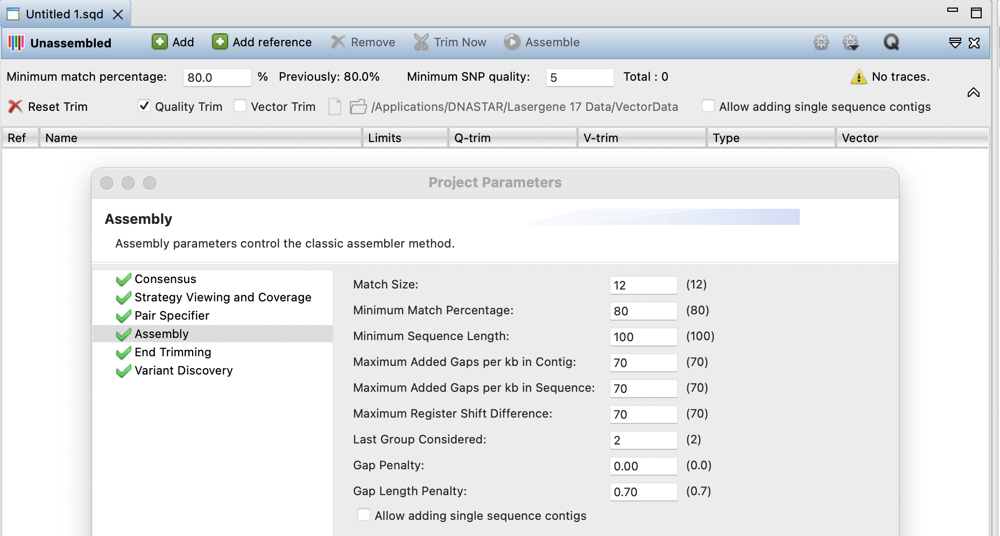 Untitled 1.sqd
Unassembled Add Add reference Remove Trim Now Assemble
Minimum match percentage: 80.0 % Previously: 80.0% Minimum SNP quality: 5 Total : 0 No traces.
Reset Trim Quality Trim Vector Trim /Applications/DNASTAR/Lasergene 17 Data/VectorData Allow adding single sequence contigs
Ref Name Limits Q-trim V-trim Type Vector
Project Parameters
Assembly
Assembly parameters control the classic assembler method.
Consensus
Strategy Viewing and Coverage
Pair Specifier
Assembly
End Trimming
Variant Discovery
Match Size: 12 (12)
Minimum Match Percentage: 80 (80)
Minimum Sequence Length: 100 (100)
Maximum Added Gaps per kb in Contig: 70 (70)
Maximum Added Gaps per kb in Sequence: 70 (70)
Maximum Register Shift Difference: 70 (70)
Last Group Considered: 2 (2)
Gap Penalty: 0.00 (0.0)
Gap Length Penalty: 0.70 (0.7)
Allow adding single sequence contigs